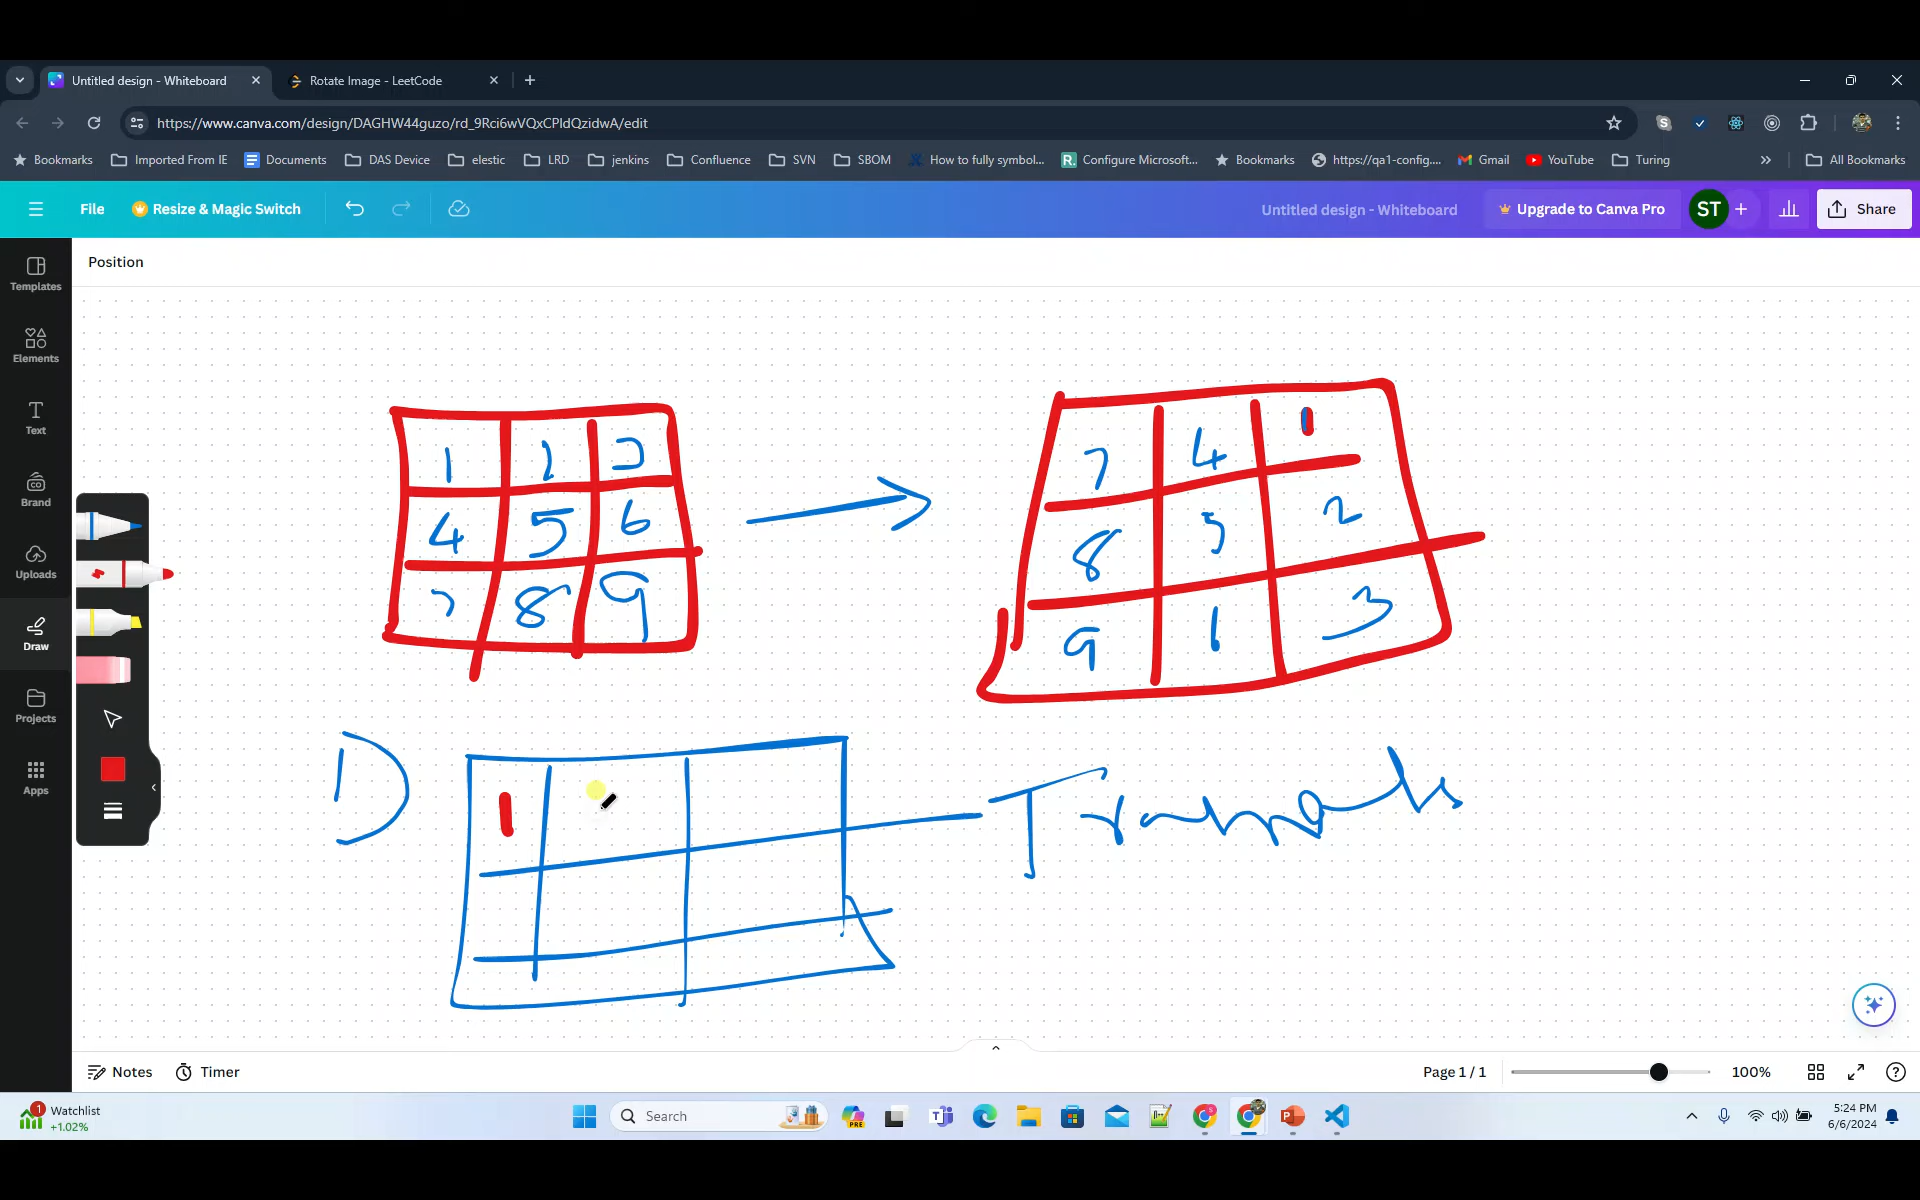 Untitled design - Whiteboard
Rotate Image - LeetCode
https://www.canva.com/design/DAGHW44guzo/rd_9Rci6wVQxCPldQzidwA/edit
Bookmarks Imported From IE Documents DAS Device elestic LRD jenkins Confluence SVN SBOM How to fully symbol... Configure Microsoft... Bookmarks https://qa1-config.... Gmail YouTube Turing » All Bookmarks
File Resize & Magic Switch Untitled design - Whiteboard Upgrade to Canva Pro ST + Share
Position
Templates
Elements
Text
Brand
Uploads
Draw
Projects
Apps
1 2 3
4 5 6
7 8 9
7 4 1
8 5 2
9 6 3
1
Notes Timer Page 1 / 1 100%
1 Watchlist
+1.02%
Search
PRE
5:24 PM
6/6/2024